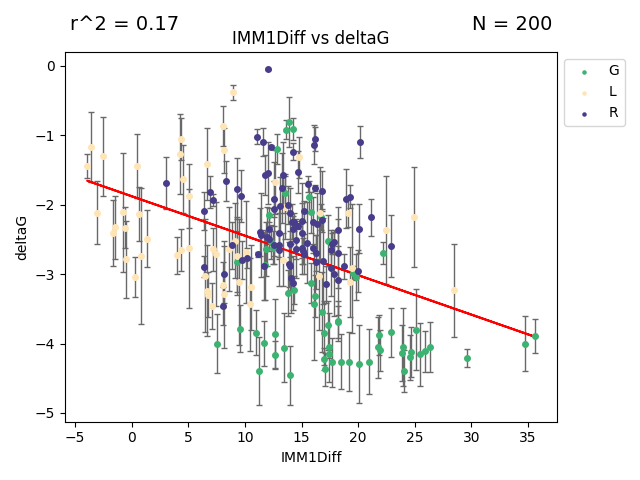 r^2 = 0.17
N = 200
IMM1Diff vs deltaG
G
L
R
0
−1
−2
−3
−4
−5
deltaG
−5 0 5 10 15 20 25 30 35
IMM1Diff